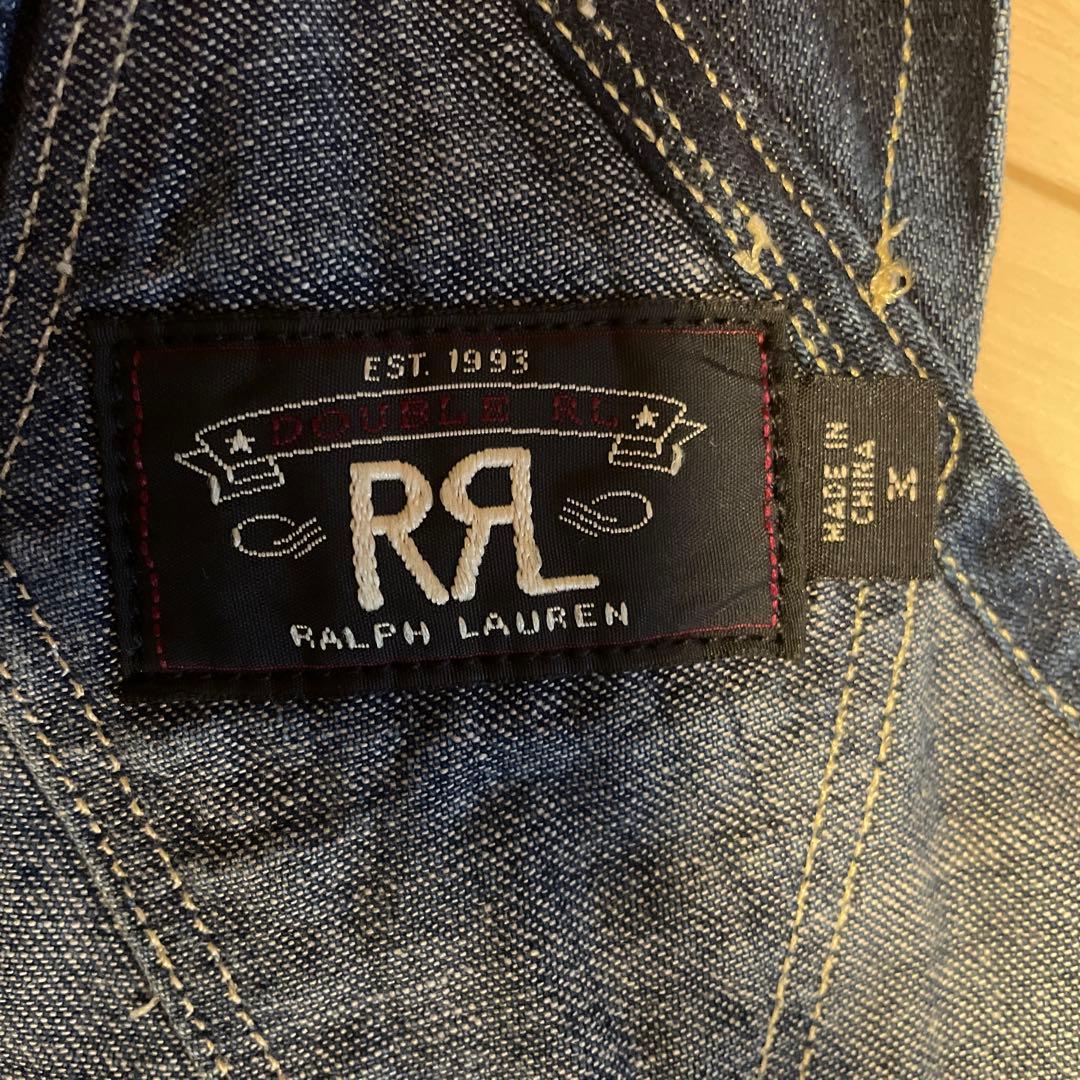 EST. 1993
DOUBLE RL
RRL
RALPH LAUREN
MADE IN
CHINA
M